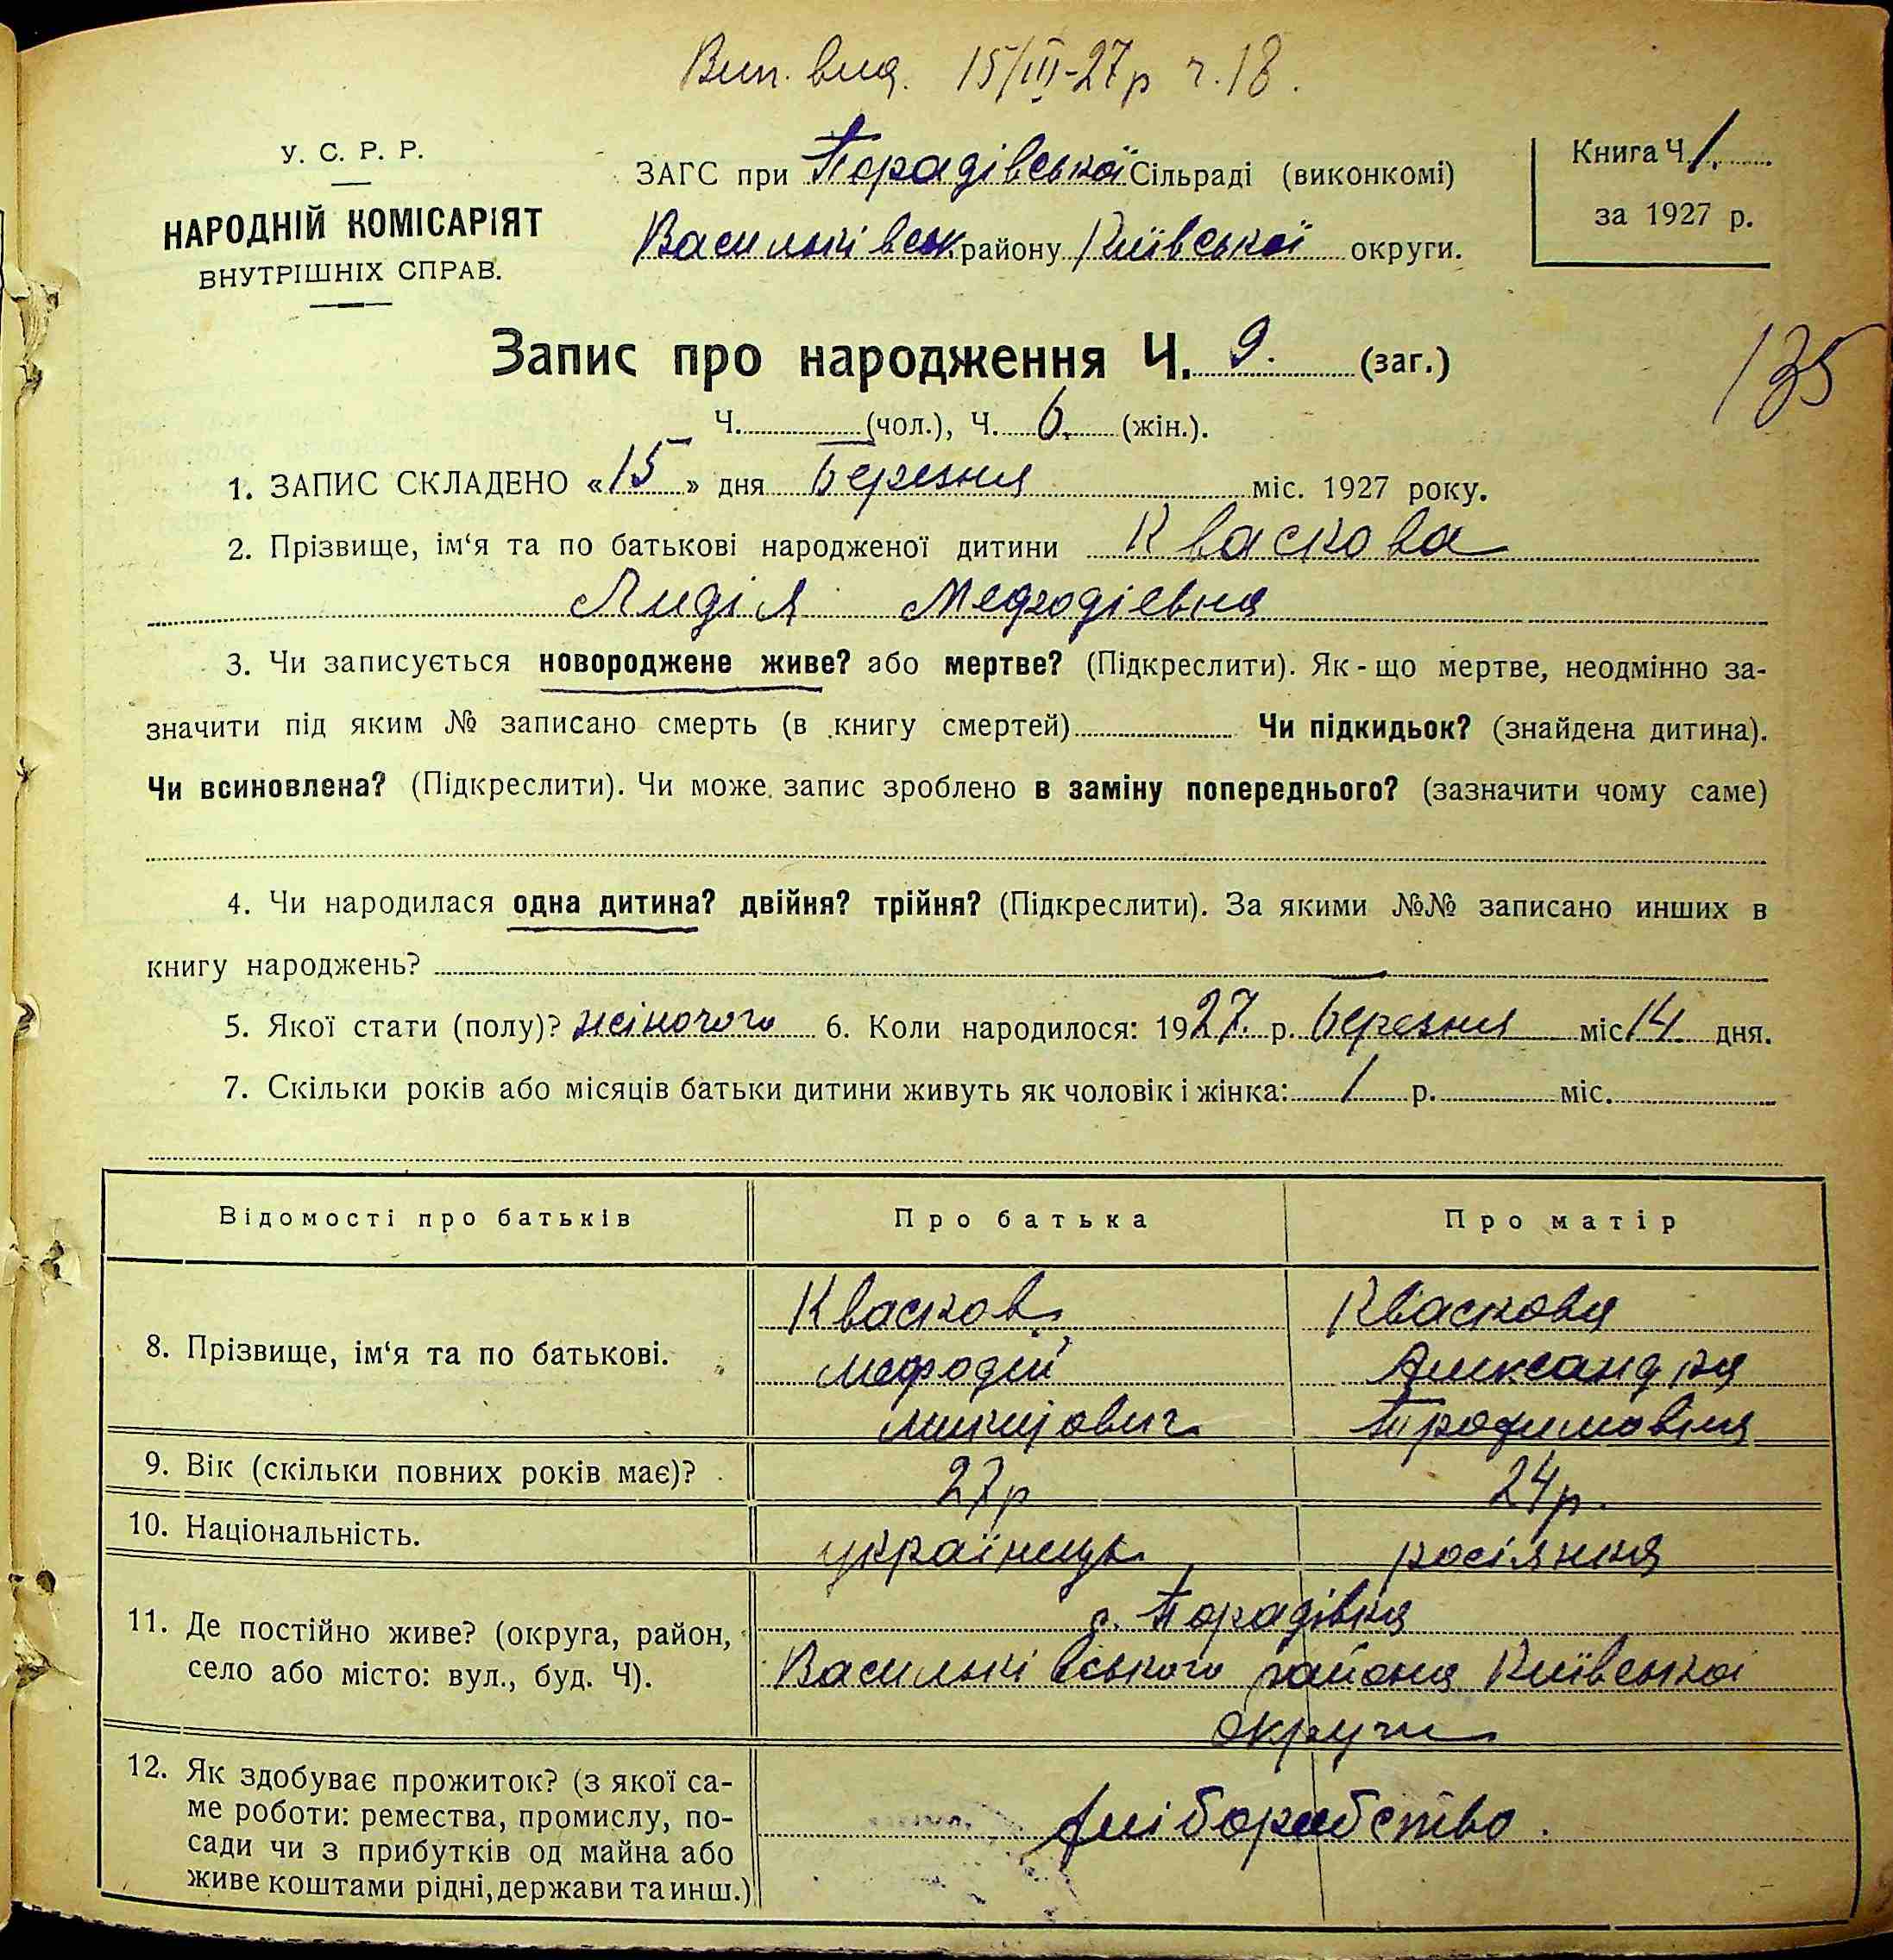 Вип. вид. 15/III-27р ч. 18.
У. С. Р. Р.
НАРОДНІЙ КОМІСАРІЯТ
ВНУТРІШНІХ СПРАВ.
ЗАГС при Порадівської Сільраді (виконкомі)
Васильківськ. району Київської округи.
Книга Ч. 1.
за 1927 р.
135
Запис про народження Ч. 9. (заг.)
Ч. (чол.), Ч. 6. (жін.).
1. ЗАПИС СКЛАДЕНО «15» дня Березня міс. 1927 року.
2. Прізвище, ім‘я та по батькові народженої дитини Кваскова
Лидія Мефодієвна
3. Чи записується новороджене живе? або мертве? (Підкреслити). Як-що мертве, неодмінно за-
значити під яким № записано смерть (в книгу смертей) Чи підкидьок? (знайдена дитина).
Чи всиновлена? (Підкреслити). Чи може запис зроблено в заміну попереднього? (зазначити чому саме)
4. Чи народилася одна дитина? двійня? трійня? (Підкреслити). За якими №№ записано инших в
книгу народжень?
5. Якої стати (полу)? жіночого 6. Коли народилося: 1927. р. Березня міс 14. дня.
7. Скільки років або місяців батьки дитини живуть як чоловік і жінка: 1 р. міс.
Відомості про батьків Про батька Про матір
8. Прізвище, ім‘я та по батькові.
Квасков
Мефодій
Кваскова
Александра
Трофимовна
9. Вік (скільки повних років має)? 27р 24р.
10. Національність. українець росіянка
11. Де постійно живе? (округа, район,
село або місто: вул., буд. Ч).
с. Порадівка
Васильківського района Київської
округи
12. Як здобуває прожиток? (з якої са-
ме роботи: ремества, промислу, по-
сади чи з прибутків од майна або
живе коштами рідні, держави та инш.)
хліборобство.